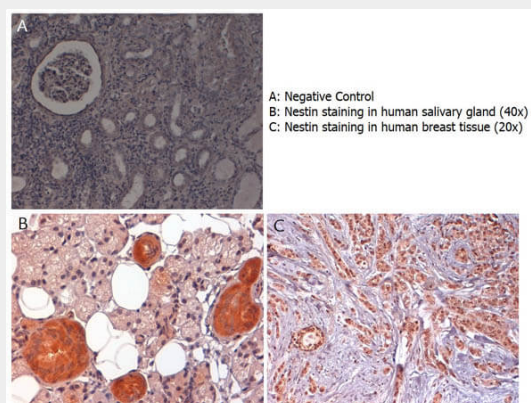 A
A: Negative Control
B: Nestin staining in human salivary gland (40x)
C: Nestin staining in human breast tissue (20x)
B
C